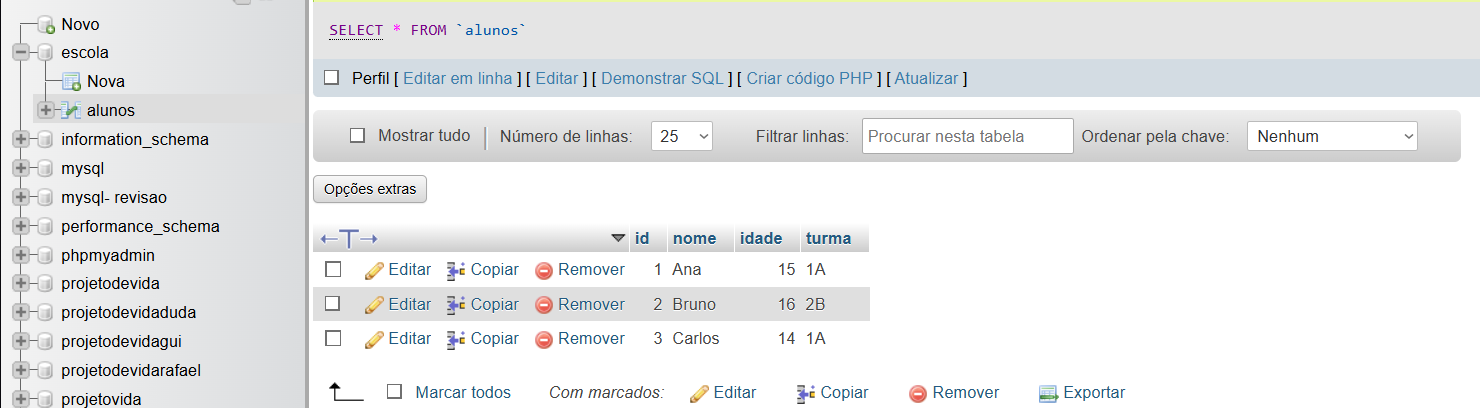 Novo
escola
Nova
alunos
information_schema
mysql
mysql- revisao
performance_schema
phpmyadmin
projetodevida
projetodevidaduda
projetodevidagui
projetodevidarafael
projetovida
SELECT * FROM `alunos`
Perfil [ Editar em linha ] [ Editar ] [ Demonstrar SQL ] [ Criar código PHP ] [ Atualizar ]
Mostrar tudo | Número de linhas: 25 Filtrar linhas: Procurar nesta tabela Ordenar pela chave: Nenhum
Opções extras
id nome idade turma
Editar Copiar Remover 1 Ana 15 1A
Editar Copiar Remover 2 Bruno 16 2B
Editar Copiar Remover 3 Carlos 14 1A
Marcar todos Com marcados: Editar Copiar Remover Exportar